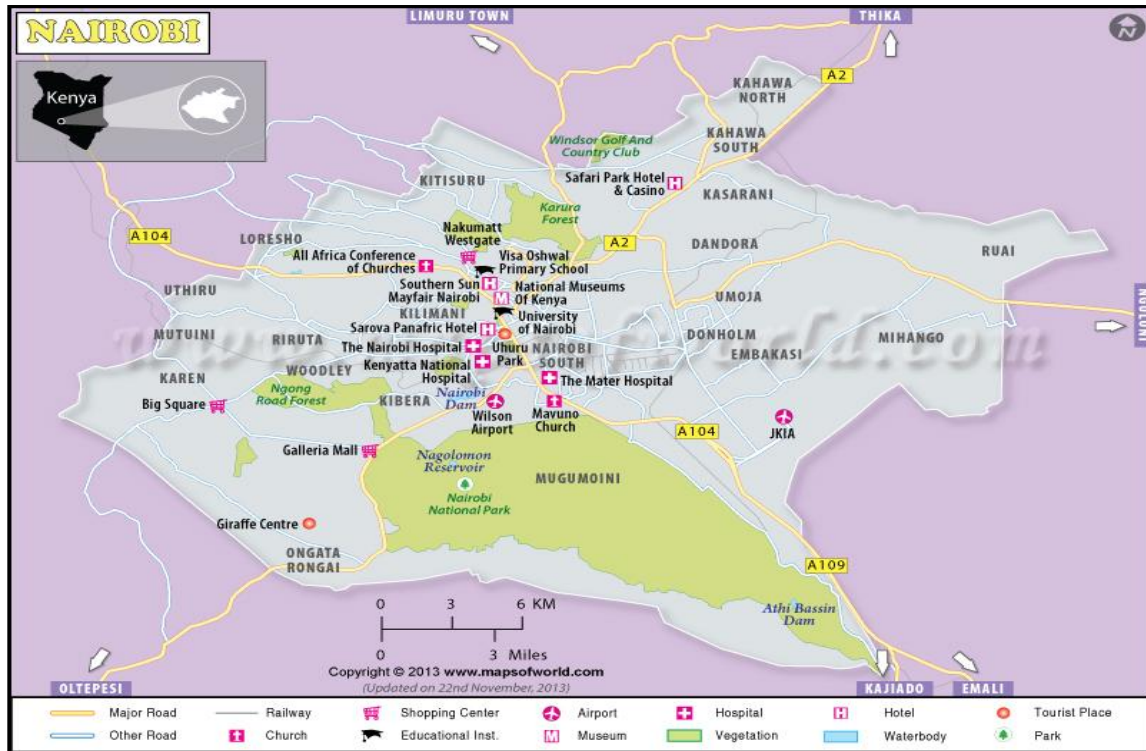 NAIROBI
LIMURU TOWN
THIKA
N
Kenya
A2
KAHAWA
NORTH
KAHAWA
SOUTH
Windsor Golf And
Country Club
Safari Park Hotel
& Casino
H
KITISURU
KASARANI
Karura
Forest
A104
LORESHO
Nakumatt
Westgate
A2
DANDORA
RUAI
All Africa Conference
of Churches
Visa Oshwal
Primary School
UTHIRU
Southern Sun
Mayfair Nairobi
H
National Museums
Of Kenya
M
UMOJA
NGULUNI
KILIMANI
University
of Nairobi
MUTUINI
RIRUTA
Sarova Panafric Hotel
H
DONHOLM
MIHANGO
The Nairobi Hospital
Uhuru
Park
NAIROBI
SOUTH
EMBAKASI
KAREN
WOODLEY
Kenyatta National
Hospital
The Mater Hospital
Ngong
Road Forest
Nairobi
Dam
Big Square
KIBERA
Wilson
Airport
Mavuno
Church
A104
JKIA
Galleria Mall
Nagolomon
Reservoir
MUGUMOINI
Nairobi
National Park
Giraffe Centre
ONGATA
RONGAI
A109
Athi Bassin
Dam
0 3 6 KM
0 3 Miles
Copyright © 2013 www.mapsofworld.com
(Updated on 22nd November, 2013)
OLTEPESI
KAJIADO
EMALI
Major Road
Railway
Shopping Center
Airport
Hospital
H Hotel
Tourist Place
Other Road
Church
Educational Inst.
M Museum
Vegetation
Waterbody
Park